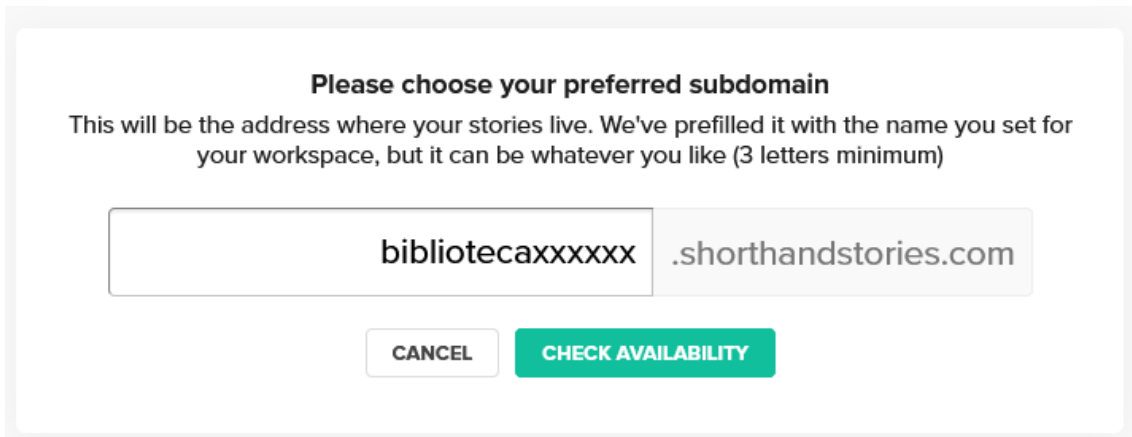 Please choose your preferred subdomain
This will be the address where your stories live. We've prefilled it with the name you set for
your workspace, but it can be whatever you like (3 letters minimum)
bibliotecaxxxxxx .shorthandstories.com
CANCEL CHECK AVAILABILITY